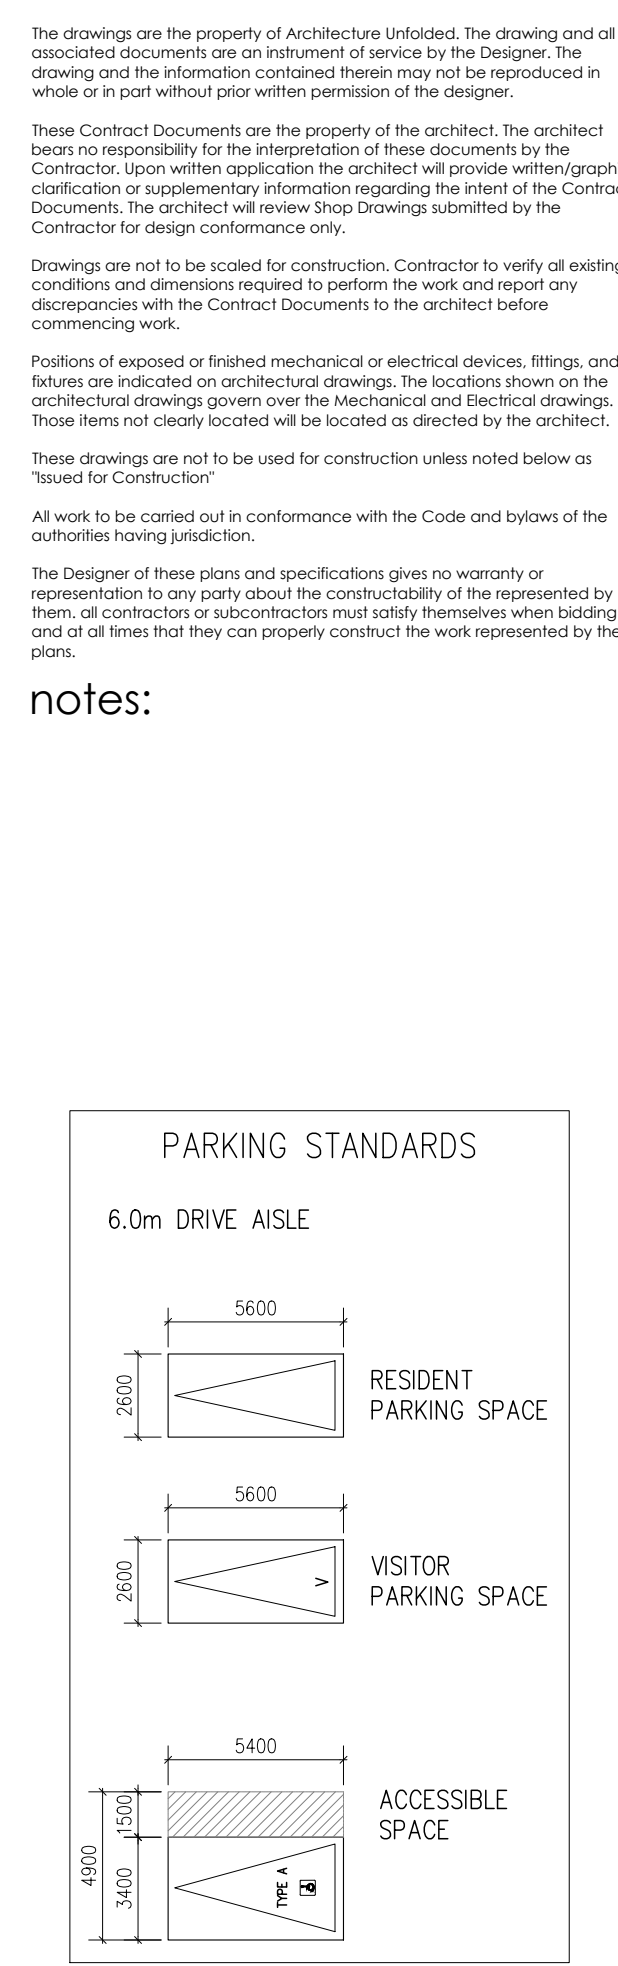 The drawings are the property of Architecture Unfolded. The drawing and all
associated documents are an instrument of service by the Designer. The
drawing and the information contained therein may not be reproduced in
whole or in part without prior written permission of the designer.
These Contract Documents are the property of the architect. The architect
bears no responsibility for the interpretation of these documents by the
Contractor. Upon written application the architect will provide written/graph
clarification or supplementary information regarding the intent of the Contrac
Documents. The architect will review Shop Drawings submitted by the
Contractor for design conformance only.
Drawings are not to be scaled for construction. Contractor to verify all existing
conditions and dimensions required to perform the work and report any
discrepancies with the Contract Documents to the architect before
commencing work.
Positions of exposed or finished mechanical or electrical devices, fittings, and
fixtures are indicated on architectural drawings. The locations shown on the
architectural drawings govern over the Mechanical and Electrical drawings.
Those items not clearly located will be located as directed by the architect.
These drawings are not to be used for construction unless noted below as
"Issued for Construction"
All work to be carried out in conformance with the Code and bylaws of the
authorities having jurisdiction.
The Designer of these plans and specifications gives no warranty or
representation to any party about the constructability of the represented by
them. all contractors or subcontractors must satisfy themselves when bidding
and at all times that they can properly construct the work represented by the
plans.
notes:
PARKING STANDARDS
6.0m DRIVE AISLE
5600
2600
RESIDENT
PARKING SPACE
5600
2600
V
VISITOR
PARKING SPACE
5400
1500
4900
3400
TYPE A
ACCESSIBLE
SPACE